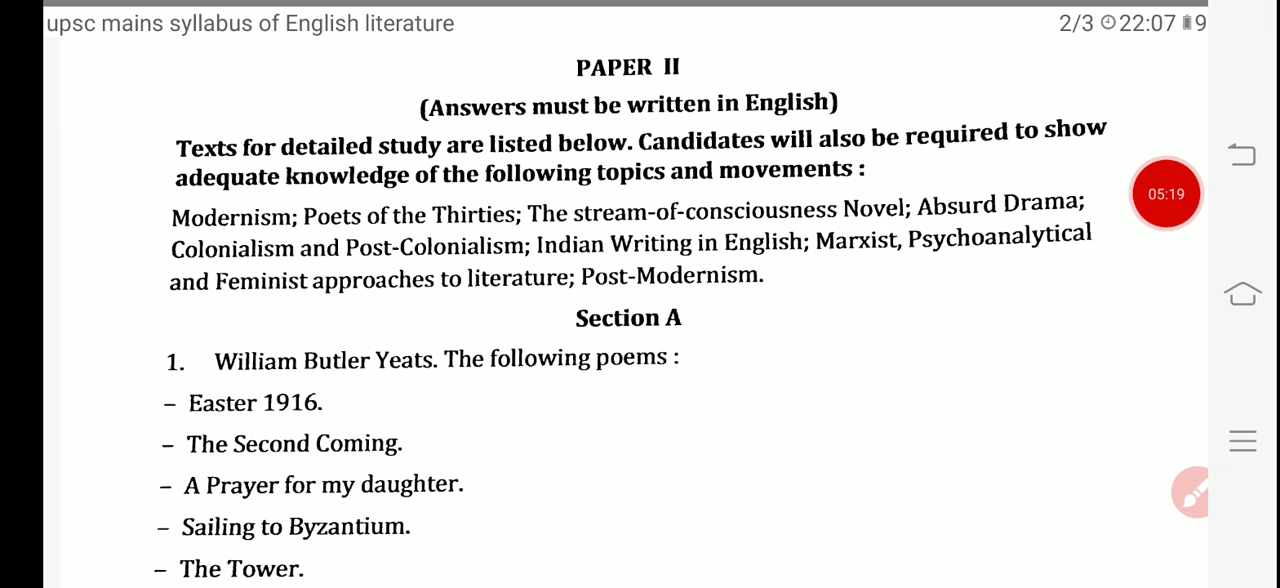 upsc mains syllabus of English literature 2/3 22:07 9
PAPER II
(Answers must be written in English)
Texts for detailed study are listed below. Candidates will also be required to show
adequate knowledge of the following topics and movements :
Modernism; Poets of the Thirties; The stream-of-consciousness Novel; Absurd Drama;
Colonialism and Post-Colonialism; Indian Writing in English; Marxist, Psychoanalytical
and Feminist approaches to literature; Post-Modernism.
05:19
Section A
1. William Butler Yeats. The following poems :
– Easter 1916.
– The Second Coming.
– A Prayer for my daughter.
– Sailing to Byzantium.
– The Tower.